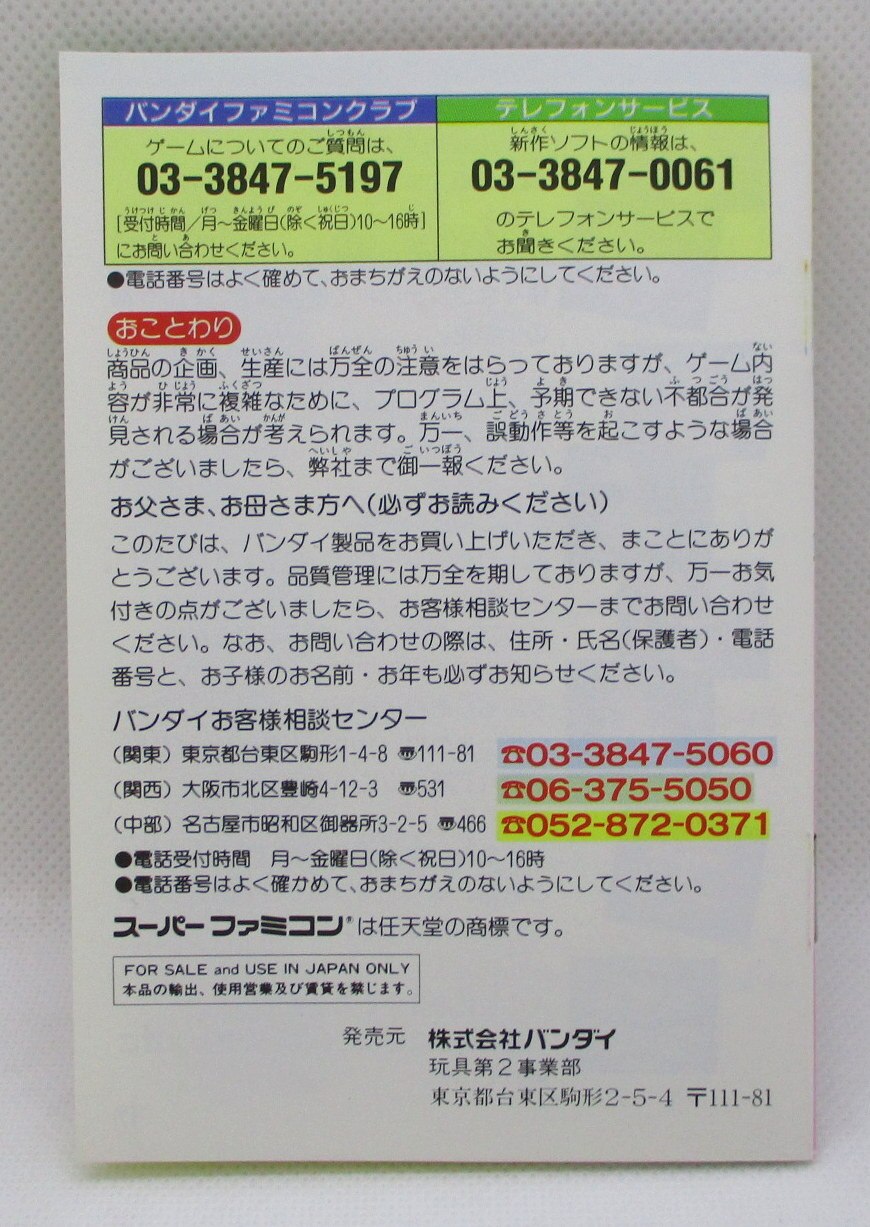 バンダイファミコンクラブ
ゲームについてのご質問は、
03-3847-5197
[受付時間／月～金曜日(除く祝日)10～16時]
にお問い合わせください。
テレフォンサービス
新作ソフトの情報は、
03-3847-0061
のテレフォンサービスで
お聞きください。
●電話番号はよく確めて、おまちがえのないようにしてください。
おことわり
商品の企画、生産には万全の注意をはらっておりますが、ゲーム内
容が非常に複雑なために、プログラム上、予期できない不都合が発
見される場合が考えられます。万一、誤動作等を起こすような場合
がございましたら、弊社まで御一報ください。
お父さま、お母さま方へ(必ずお読みください)
このたびは、バンダイ製品をお買い上げいただき、まことにありが
とうございます。品質管理には万全を期しておりますが、万一お気
付きの点がございましたら、お客様相談センターまでお問い合わせ
ください。なお、お問い合わせの際は、住所・氏名(保護者)・電話
番号と、お子様のお名前・お年も必ずお知らせください。
バンダイお客様相談センター
(関東) 東京都台東区駒形1-4-8 〠111-81 ☎03-3847-5060
(関西) 大阪市北区豊崎4-12-3 〠531 ☎06-375-5050
(中部) 名古屋市昭和区御器所3-2-5 〠466 ☎052-872-0371
●電話受付時間 月～金曜日(除く祝日)10～16時
●電話番号はよく確かめて、おまちがえのないようにしてください。
スーパーファミコン®は任天堂の商標です。
FOR SALE and USE IN JAPAN ONLY
本品の輸出、使用営業及び賃貸を禁じます。
発売元 株式会社バンダイ
玩具第2事業部
東京都台東区駒形2-5-4 〒111-81